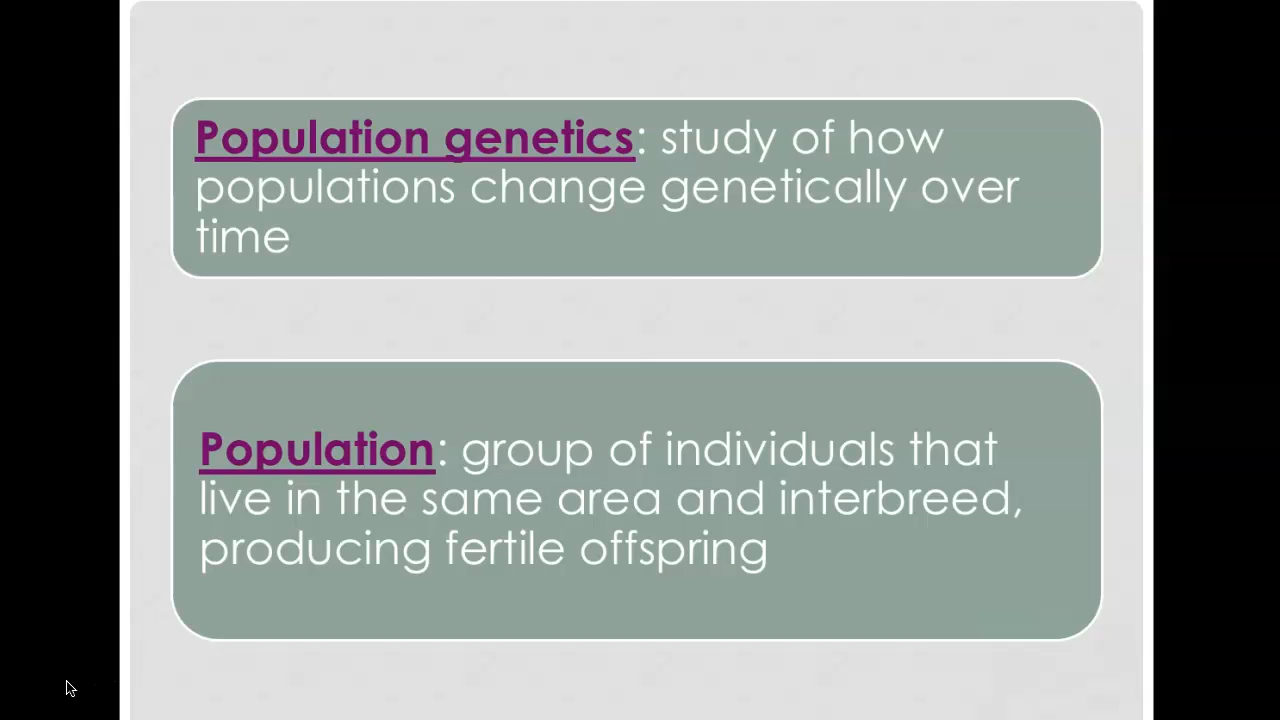 Population genetics: study of how
populations change genetically over
time
Population: group of individuals that
live in the same area and interbreed,
producing fertile offspring